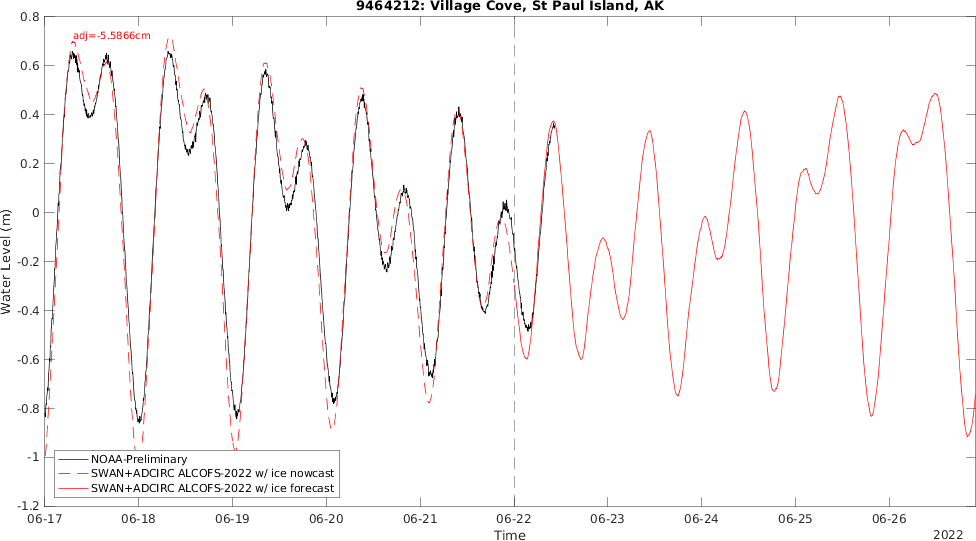 9464212: Village Cove, St Paul Island, AK
adj=-5.5866cm
0.8
0.6
0.4
0.2
0
-0.2
-0.4
-0.6
-0.8
-1
-1.2
Water Level (m)
NOAA-Preliminary
SWAN+ADCIRC ALCOFS-2022 w/ ice nowcast
SWAN+ADCIRC ALCOFS-2022 w/ ice forecast
06-17 06-18 06-19 06-20 06-21 06-22 06-23 06-24 06-25 06-26
Time
2022